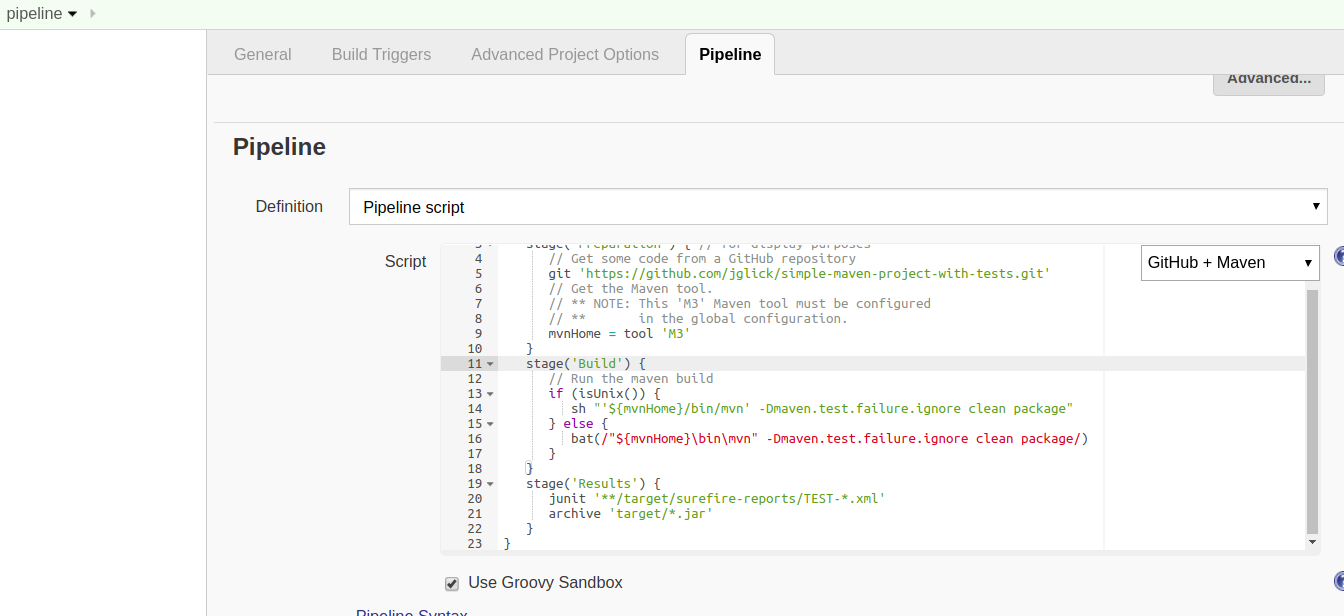 pipeline
General Build Triggers Advanced Project Options Pipeline
Advanced...
Pipeline
Definition Pipeline script
Script GitHub + Maven
3 stage('Preparation') { // for display purposes
4 // Get some code from a GitHub repository
5 git 'https://github.com/jglick/simple-maven-project-with-tests.git'
6 // Get the Maven tool.
7 // ** NOTE: This 'M3' Maven tool must be configured
8 // **       in the global configuration.
9 mvnHome = tool 'M3'
10 }
11 stage('Build') {
12 // Run the maven build
13 if (isUnix()) {
14 sh "'${mvnHome}/bin/mvn' -Dmaven.test.failure.ignore clean package"
15 } else {
16 bat(/"${mvnHome}\bin\mvn" -Dmaven.test.failure.ignore clean package/)
17 }
18 }
19 stage('Results') {
20 junit '**/target/surefire-reports/TEST-*.xml'
21 archive 'target/*.jar'
22 }
23 }
Use Groovy Sandbox
Pipeline Syntax